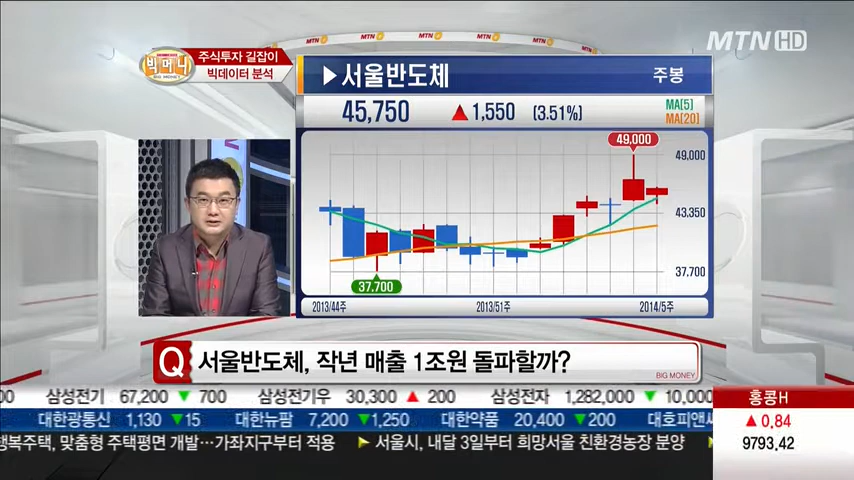 MTN HD
빅머니
BIG MONEY
주식투자 길잡이
빅데이터 분석
▶서울반도체
주봉
45,750 ▲1,550 (3.51%)
MA[5]
MA[20]
49,000
49,000
43,350
37,700
37.700
2013/44주 2013/51주 2014/5주
Q 서울반도체, 작년 매출 1조원 돌파할까?
BIG MONEY
삼성전기 67,200 ▼ 700 삼성전기우 30,300 ▲ 200 삼성전자 1,282,000 ▼ 10,000
대한광통신 1,130 ▼15 대한뉴팜 7,200 ▼1,250 대한약품 20,400 ▼200 대호피앤씨
행복주택, 맞춤형 주택평면 개발…가좌지구부터 적용 ▶ 서울시, 내달 3일부터 희망서울 친환경농장 분양 ▶
홍콩H
▲0.84
9793.42